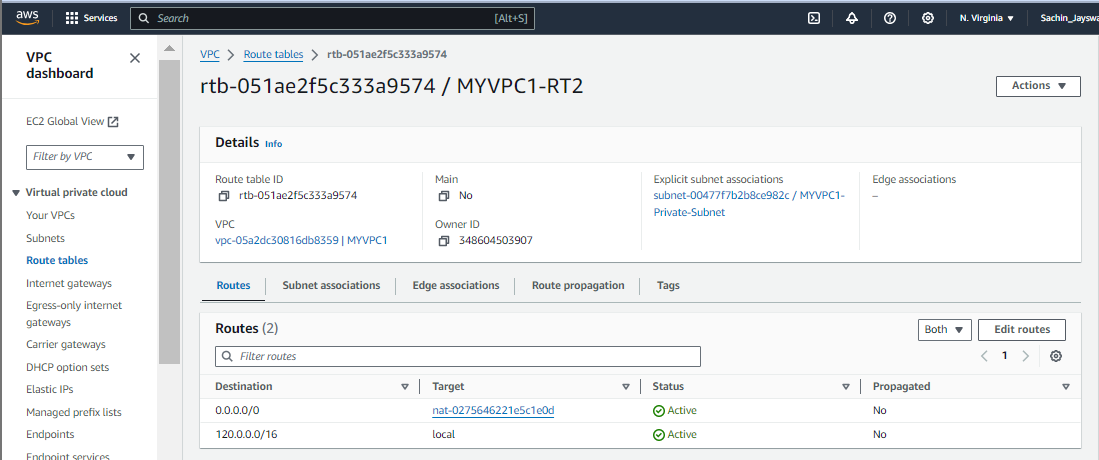 aws Services Search [Alt+S] N. Virginia Sachin_Jayswa
VPC dashboard
EC2 Global View
Filter by VPC
Virtual private cloud
Your VPCs
Subnets
Route tables
Internet gateways
Egress-only internet
gateways
Carrier gateways
DHCP option sets
Elastic IPs
Managed prefix lists
Endpoints
Endpoint services
VPC Route tables rtb-051ae2f5c333a9574
rtb-051ae2f5c333a9574 / MYVPC1-RT2
Actions
Details Info
Route table ID
rtb-051ae2f5c333a9574
Main
No
Explicit subnet associations
subnet-00477f7b2b8ce982c / MYVPC1-
Private-Subnet
Edge associations
–
VPC
vpc-05a2dc30816db8359 | MYVPC1
Owner ID
348604503907
Routes Subnet associations Edge associations Route propagation Tags
Routes (2)
Both Edit routes
Filter routes
1
Destination Target Status Propagated
0.0.0.0/0 nat-0275646221e5c1e0d Active No
120.0.0.0/16 local Active No